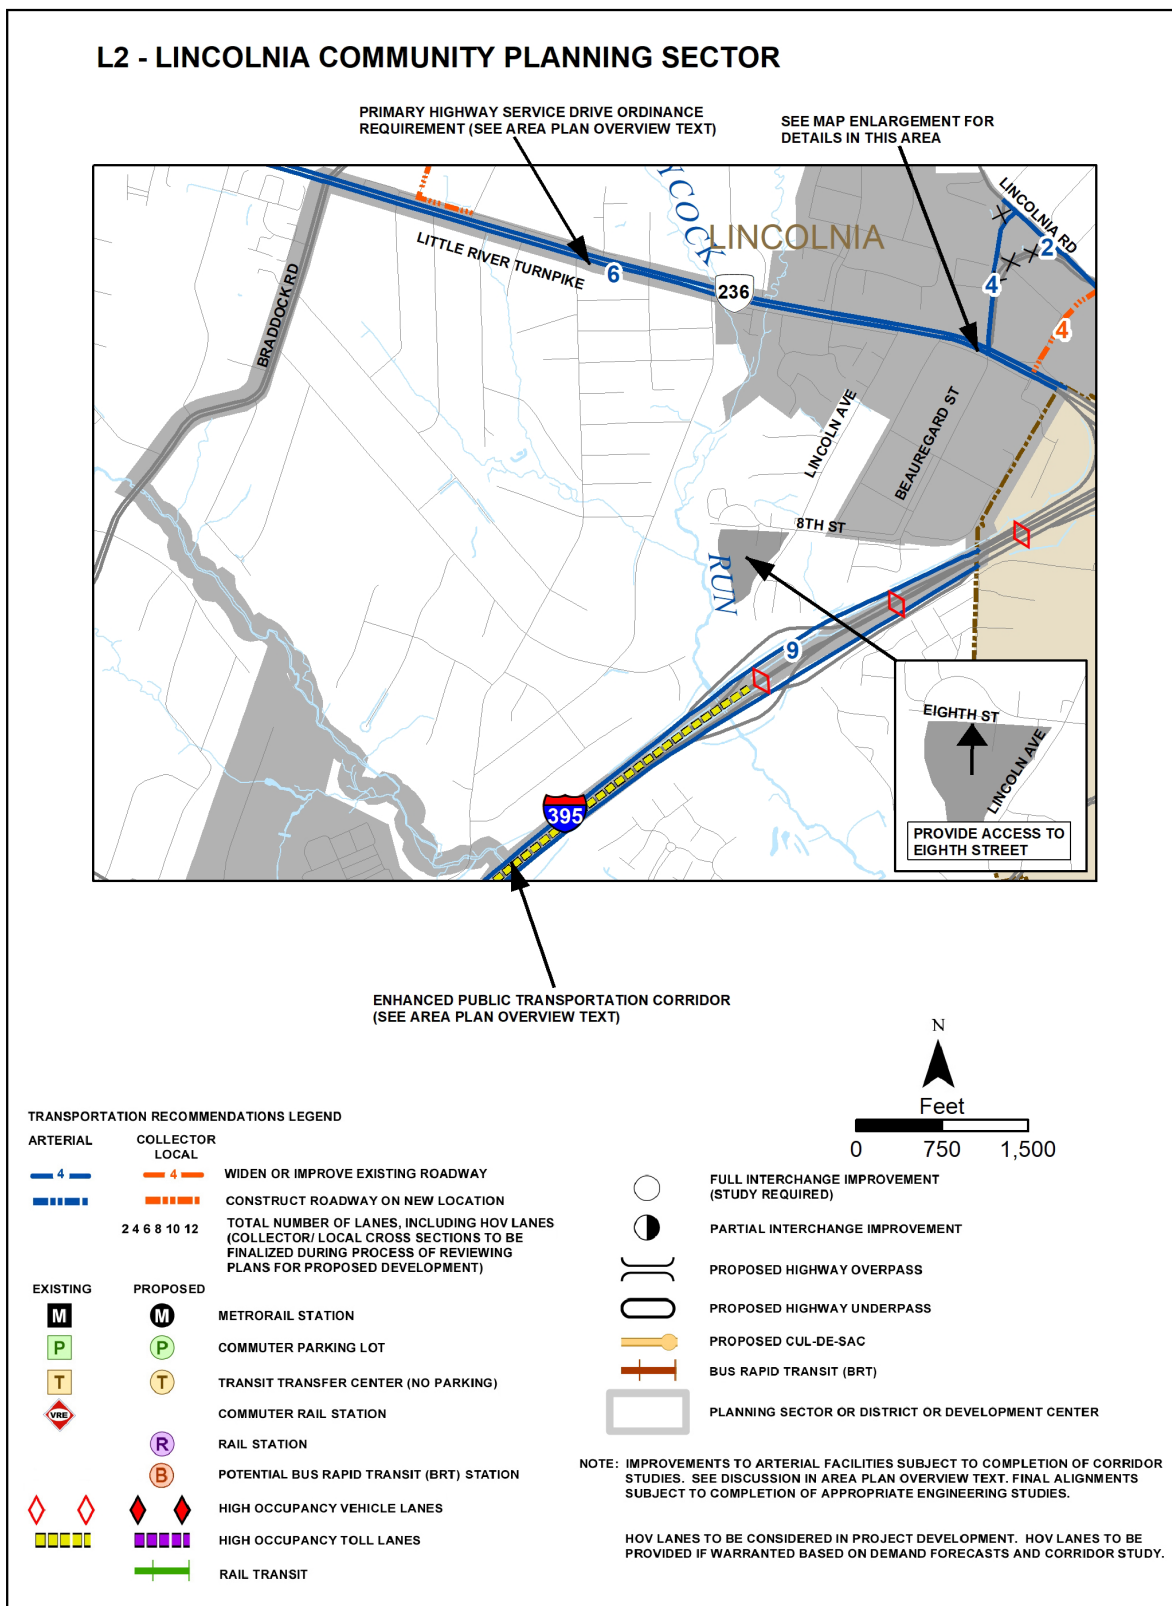 L2 - LINCOLNIA COMMUNITY PLANNING SECTOR
PRIMARY HIGHWAY SERVICE DRIVE ORDINANCE
REQUIREMENT (SEE AREA PLAN OVERVIEW TEXT)
SEE MAP ENLARGEMENT FOR
DETAILS IN THIS AREA
YCOCK
LINCOLNIA
LINCOLNIA RD
2
LITTLE RIVER TURNPIKE
6
236
4
4
BRADDOCK RD
LINCOLN AVE
BEAUREGARD ST
8TH ST
RUN
9
EIGHTH ST
LINCOLN AVE
PROVIDE ACCESS TO
EIGHTH STREET
395
ENHANCED PUBLIC TRANSPORTATION CORRIDOR
(SEE AREA PLAN OVERVIEW TEXT)
N
Feet
0 750 1,500
TRANSPORTATION RECOMMENDATIONS LEGEND
ARTERIAL
COLLECTOR
LOCAL
4 4 WIDEN OR IMPROVE EXISTING ROADWAY
CONSTRUCT ROADWAY ON NEW LOCATION
2 4 6 8 10 12 TOTAL NUMBER OF LANES, INCLUDING HOV LANES
(COLLECTOR/ LOCAL CROSS SECTIONS TO BE
FINALIZED DURING PROCESS OF REVIEWING
PLANS FOR PROPOSED DEVELOPMENT)
EXISTING PROPOSED
M M METRORAIL STATION
P P COMMUTER PARKING LOT
T T TRANSIT TRANSFER CENTER (NO PARKING)
VRE COMMUTER RAIL STATION
R RAIL STATION
B POTENTIAL BUS RAPID TRANSIT (BRT) STATION
HIGH OCCUPANCY VEHICLE LANES
HIGH OCCUPANCY TOLL LANES
RAIL TRANSIT
FULL INTERCHANGE IMPROVEMENT
(STUDY REQUIRED)
PARTIAL INTERCHANGE IMPROVEMENT
PROPOSED HIGHWAY OVERPASS
PROPOSED HIGHWAY UNDERPASS
PROPOSED CUL-DE-SAC
BUS RAPID TRANSIT (BRT)
PLANNING SECTOR OR DISTRICT OR DEVELOPMENT CENTER
NOTE: IMPROVEMENTS TO ARTERIAL FACILITIES SUBJECT TO COMPLETION OF CORRIDOR
STUDIES. SEE DISCUSSION IN AREA PLAN OVERVIEW TEXT. FINAL ALIGNMENTS
SUBJECT TO COMPLETION OF APPROPRIATE ENGINEERING STUDIES.
HOV LANES TO BE CONSIDERED IN PROJECT DEVELOPMENT. HOV LANES TO BE
PROVIDED IF WARRANTED BASED ON DEMAND FORECASTS AND CORRIDOR STUDY.